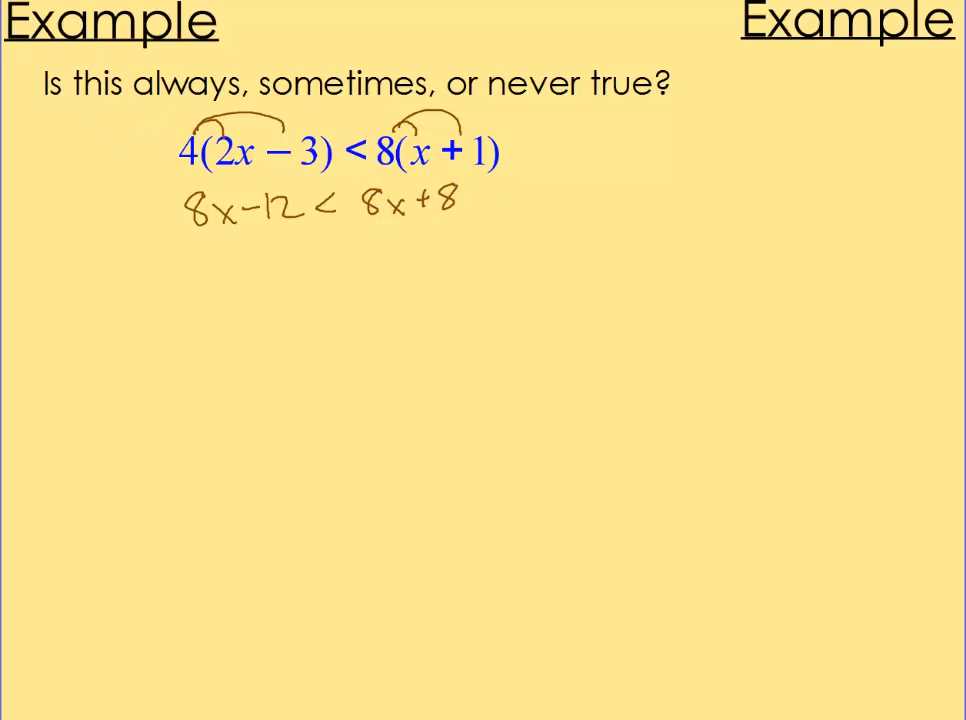 Example Example
Is this always, sometimes, or never true?
4(2x − 3) < 8(x + 1)
8x-12 < 8x+8